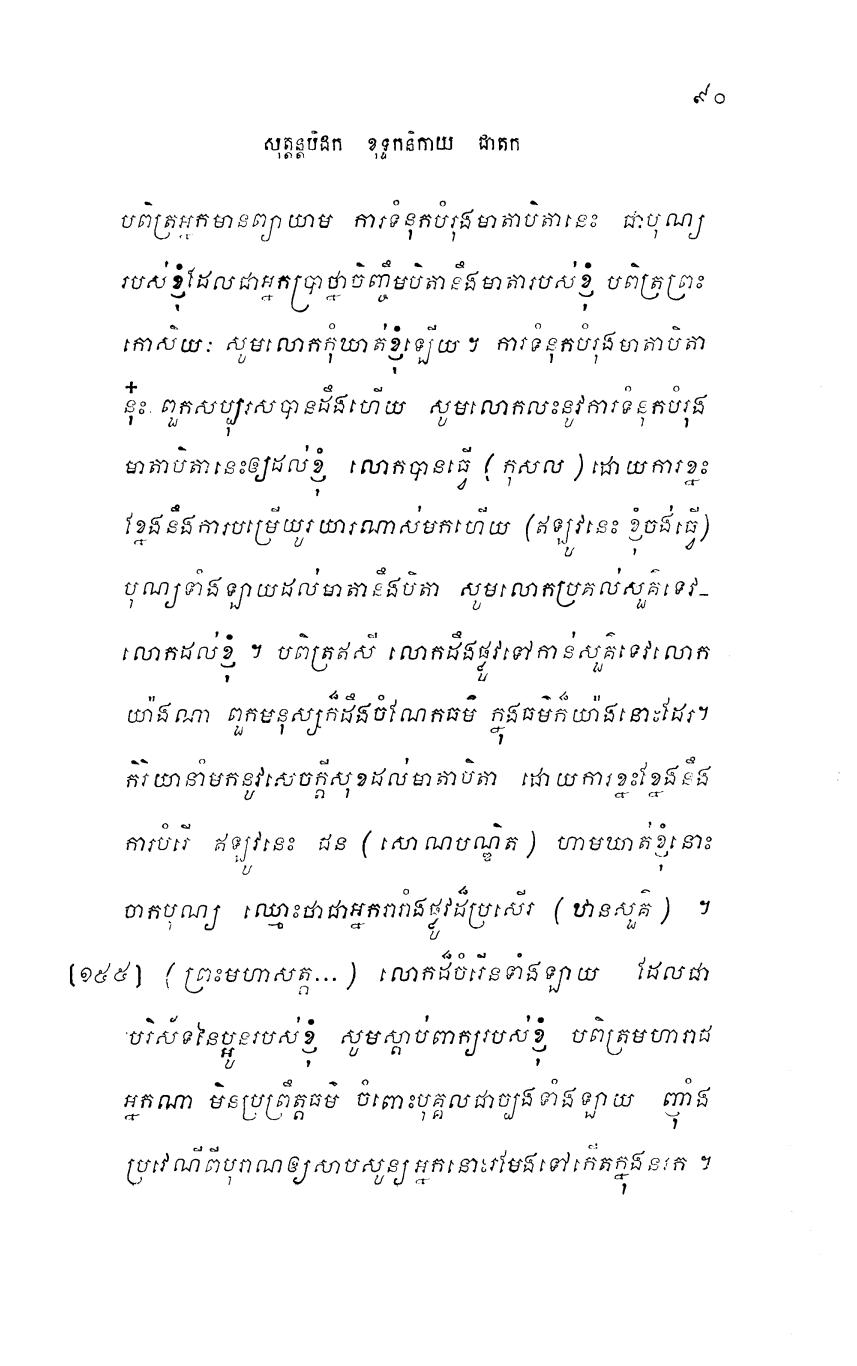 ៩០
សុត្តន្តបិដក ខុទ្ទកនិកាយ ជាតក
បពិត្រអ្នកមានព្យាយាម ការទំនុកបំរុងមាតាបិតានេះ ជាបុណ្យ
របស់ខ្ញុំដែលជាអ្នកប្រាថ្នាចិញ្ចឹមបិតានឹងមាតារបស់ខ្ញុំ បពិត្រព្រះ
កោសិយៈ សូមលោកកុំឃាត់ខ្ញុំឡើយ ។ ការទំនុកបំរុងមាតាបិតា
នុ៎ះ ពួកសប្បុរសបានដឹងហើយ សូមលោកលះនូវការទំនុកបំរុង
មាតាបិតានេះឲ្យដល់ខ្ញុំ លោកបានធ្វើ (កុសល) ដោយការខ្នះ
ខ្នែងនឹងការបម្រើយូរយារណាស់មកហើយ (ឥឡូវនេះ ខ្ញុំចង់ធ្វើ)
បុណ្យទាំងឡាយដល់មាតានឹងបិតា សូមលោកប្រគល់សួគ៌ទេវ-
លោកដល់ខ្ញុំ ។ បពិត្រឥសី លោកដឹងផ្លូវទៅកាន់សួគ៌ទេវលោក
យ៉ាងណា ពួកមនុស្សក៏ដឹងចំណែកធម៌ ក្នុងធម៌ក៏យ៉ាងនោះដែរ។
កិរិយានាំមកនូវសេចក្តីសុខដល់មាតាបិតា ដោយការខ្នះខ្នែងនឹង
ការបំរើ ឥឡូវនេះ ជន (សោណបណ្ឌិត) ហាមឃាត់ខ្ញុំនោះ
ចាកបុណ្យ ឈ្មោះថាជាអ្នករារាំងផ្លូវដ៏ប្រសើរ (ឋានសួគ៌) ។
[១៥៥] (ព្រះមហាសត្ត...) លោកដ៏ចំរើនទាំងឡាយ ដែលជា
បរិស័ទនៃប្អូនរបស់ខ្ញុំ សូមស្តាប់ពាក្យរបស់ខ្ញុំ បពិត្រមហារាជ
អ្នកណា មិនប្រព្រឹត្តធម៌ ចំពោះបុគ្គលជាច្បងទាំងឡាយ ញ៉ាំង
ប្រវេណីពីបុរាណឲ្យសាបសូន្យ អ្នកនោះរមែងទៅកើតក្នុងនរក ។